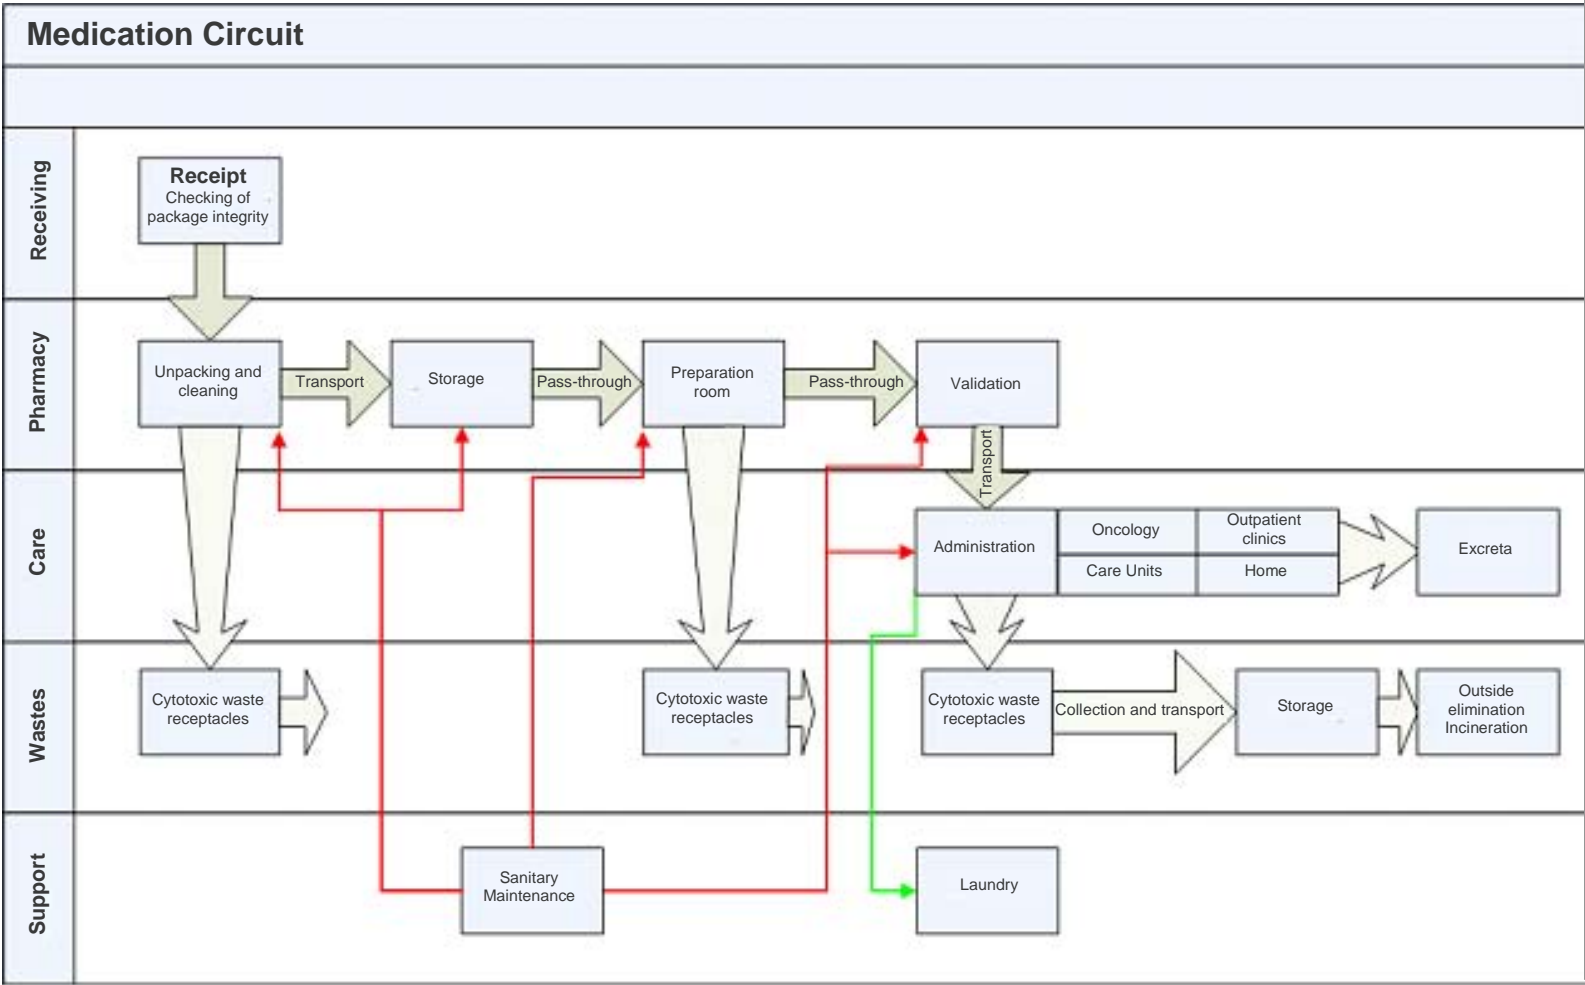 Medication Circuit
Receiving
Receipt
Checking of
package integrity
Pharmacy
Unpacking and
cleaning
Transport
Storage
Pass-through
Preparation
room
Pass-through
Validation
Transport
Care
Administration
Oncology
Outpatient
clinics
Care Units
Home
Excreta
Wastes
Cytotoxic waste
receptacles
Cytotoxic waste
receptacles
Cytotoxic waste
receptacles
Collection and transport
Storage
Outside
elimination
Incineration
Support
Sanitary
Maintenance
Laundry